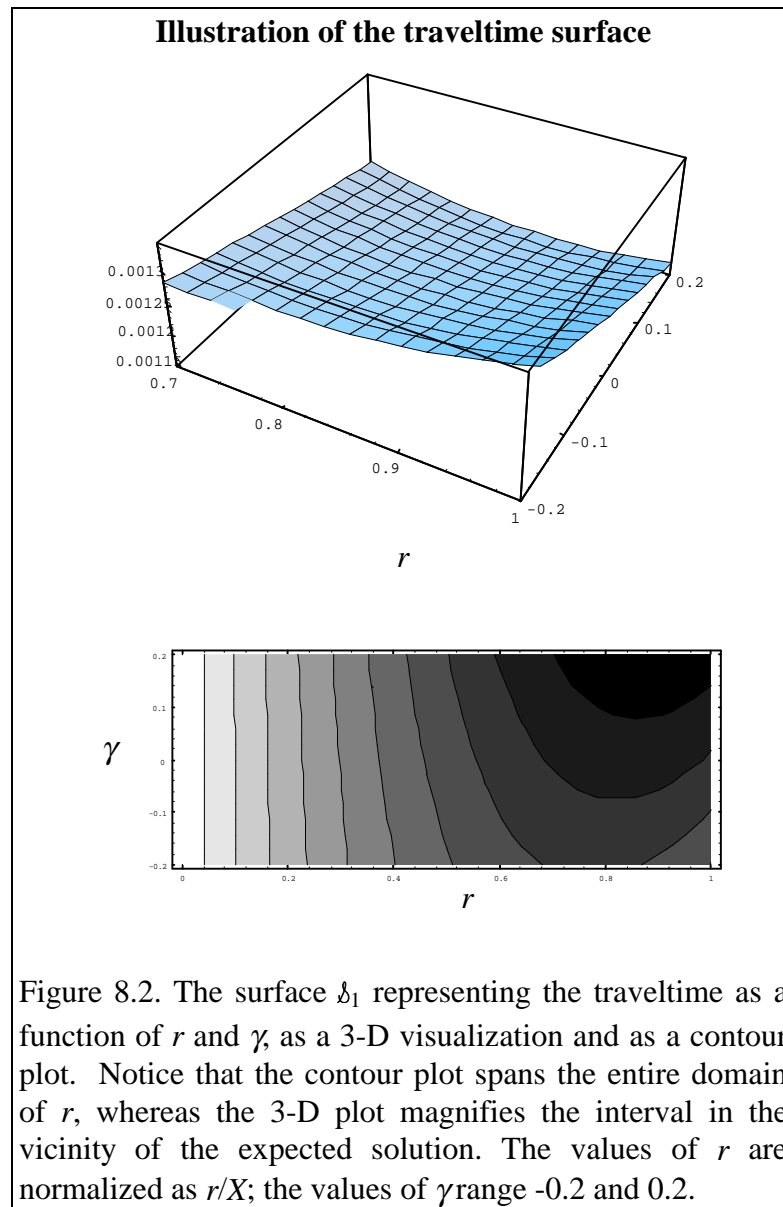 Illustration of the traveltime surface
0.0013
0.00125
0.0012
0.00115
0.7
0.8
0.9
1
-0.2
-0.1
0
0.1
0.2
r
0.2
0.1
γ
0
-0.1
-0.2
0
0.2
0.4
0.6
0.8
1
r
Figure 8.2. The surface 𝓢₁ representing the traveltime as a
function of r and γ, as a 3-D visualization and as a contour
plot. Notice that the contour plot spans the entire domain
of r, whereas the 3-D plot magnifies the interval in the
vicinity of the expected solution. The values of r are
normalized as r/X; the values of γ range -0.2 and 0.2.